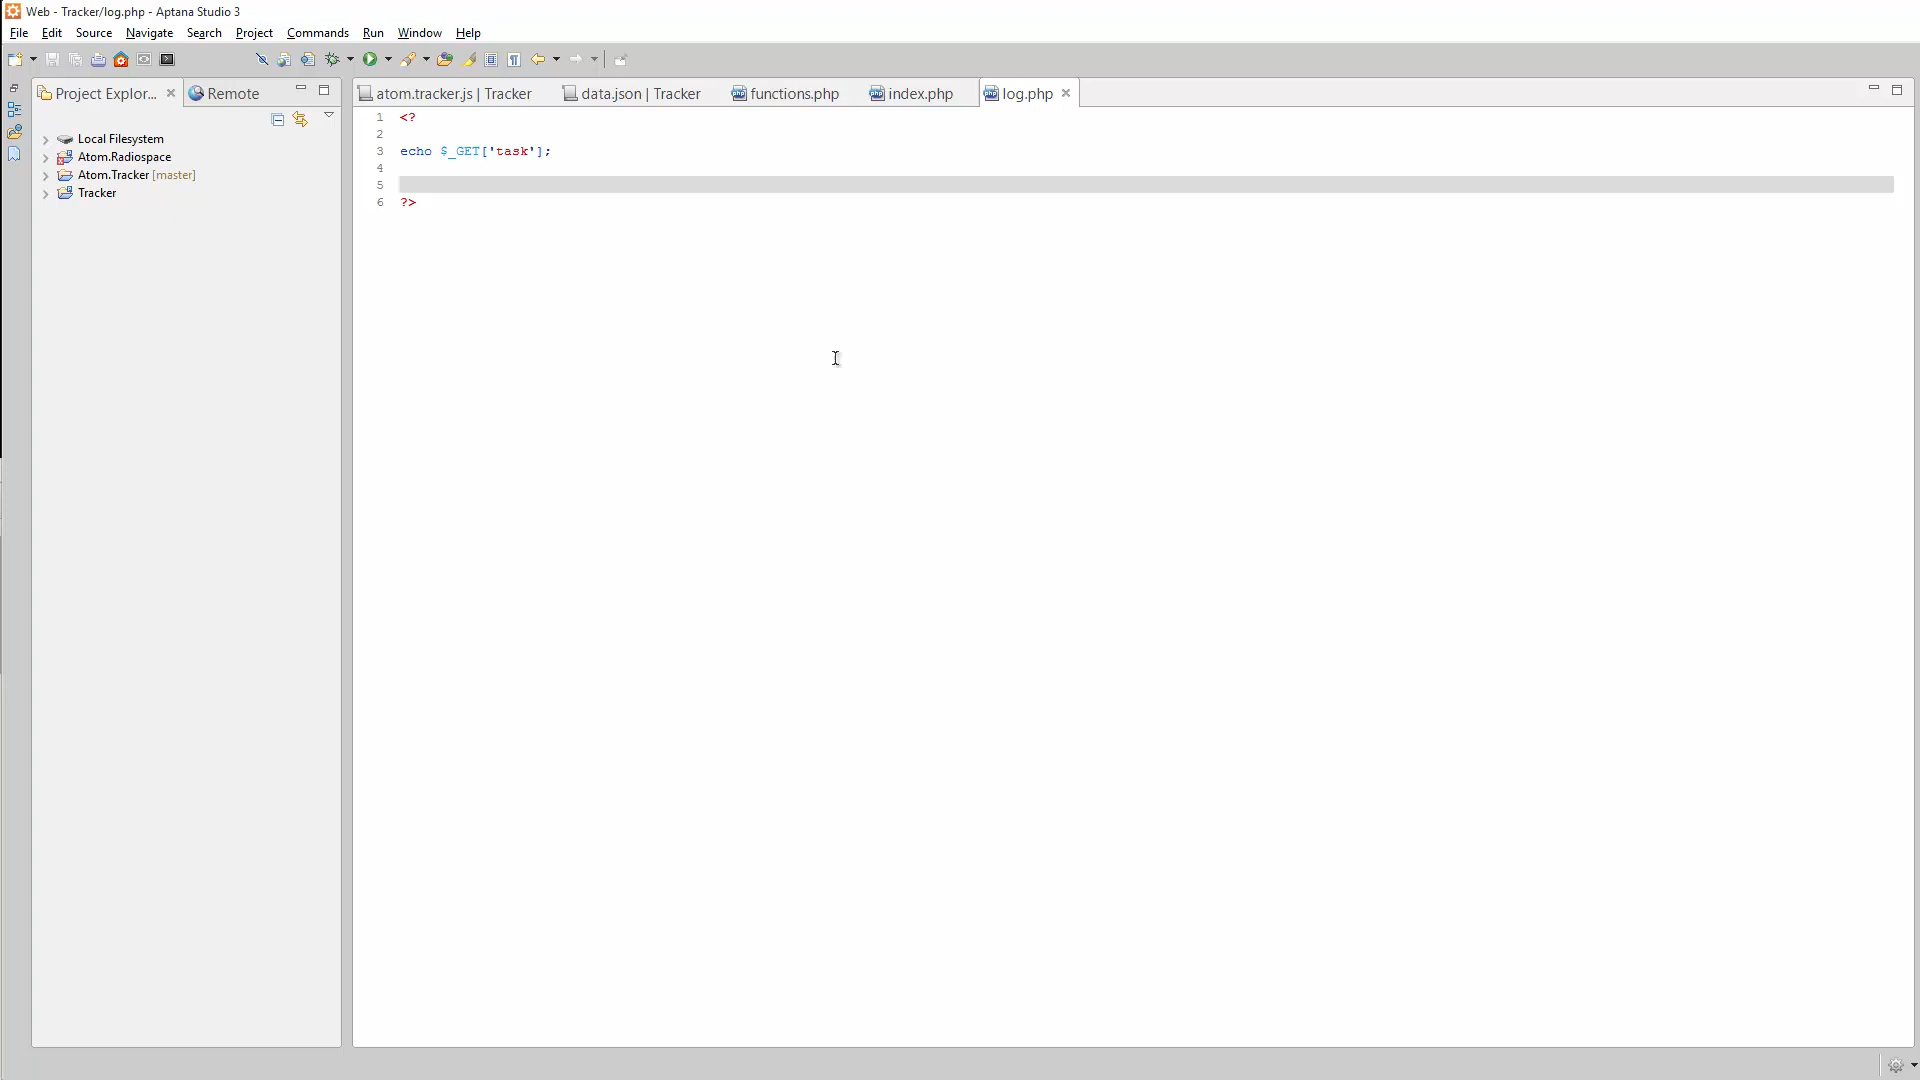 Web - Tracker/log.php - Aptana Studio 3
File Edit Source Navigate Search Project Commands Run Window Help
Project Explor... Remote
atom.tracker.js | Tracker data.json | Tracker functions.php index.php log.php
Local Filesystem
Atom.Radiospace
Atom.Tracker [master]
Tracker
1 <?
2
3 echo $_GET['task'];
4
5
6 ?>